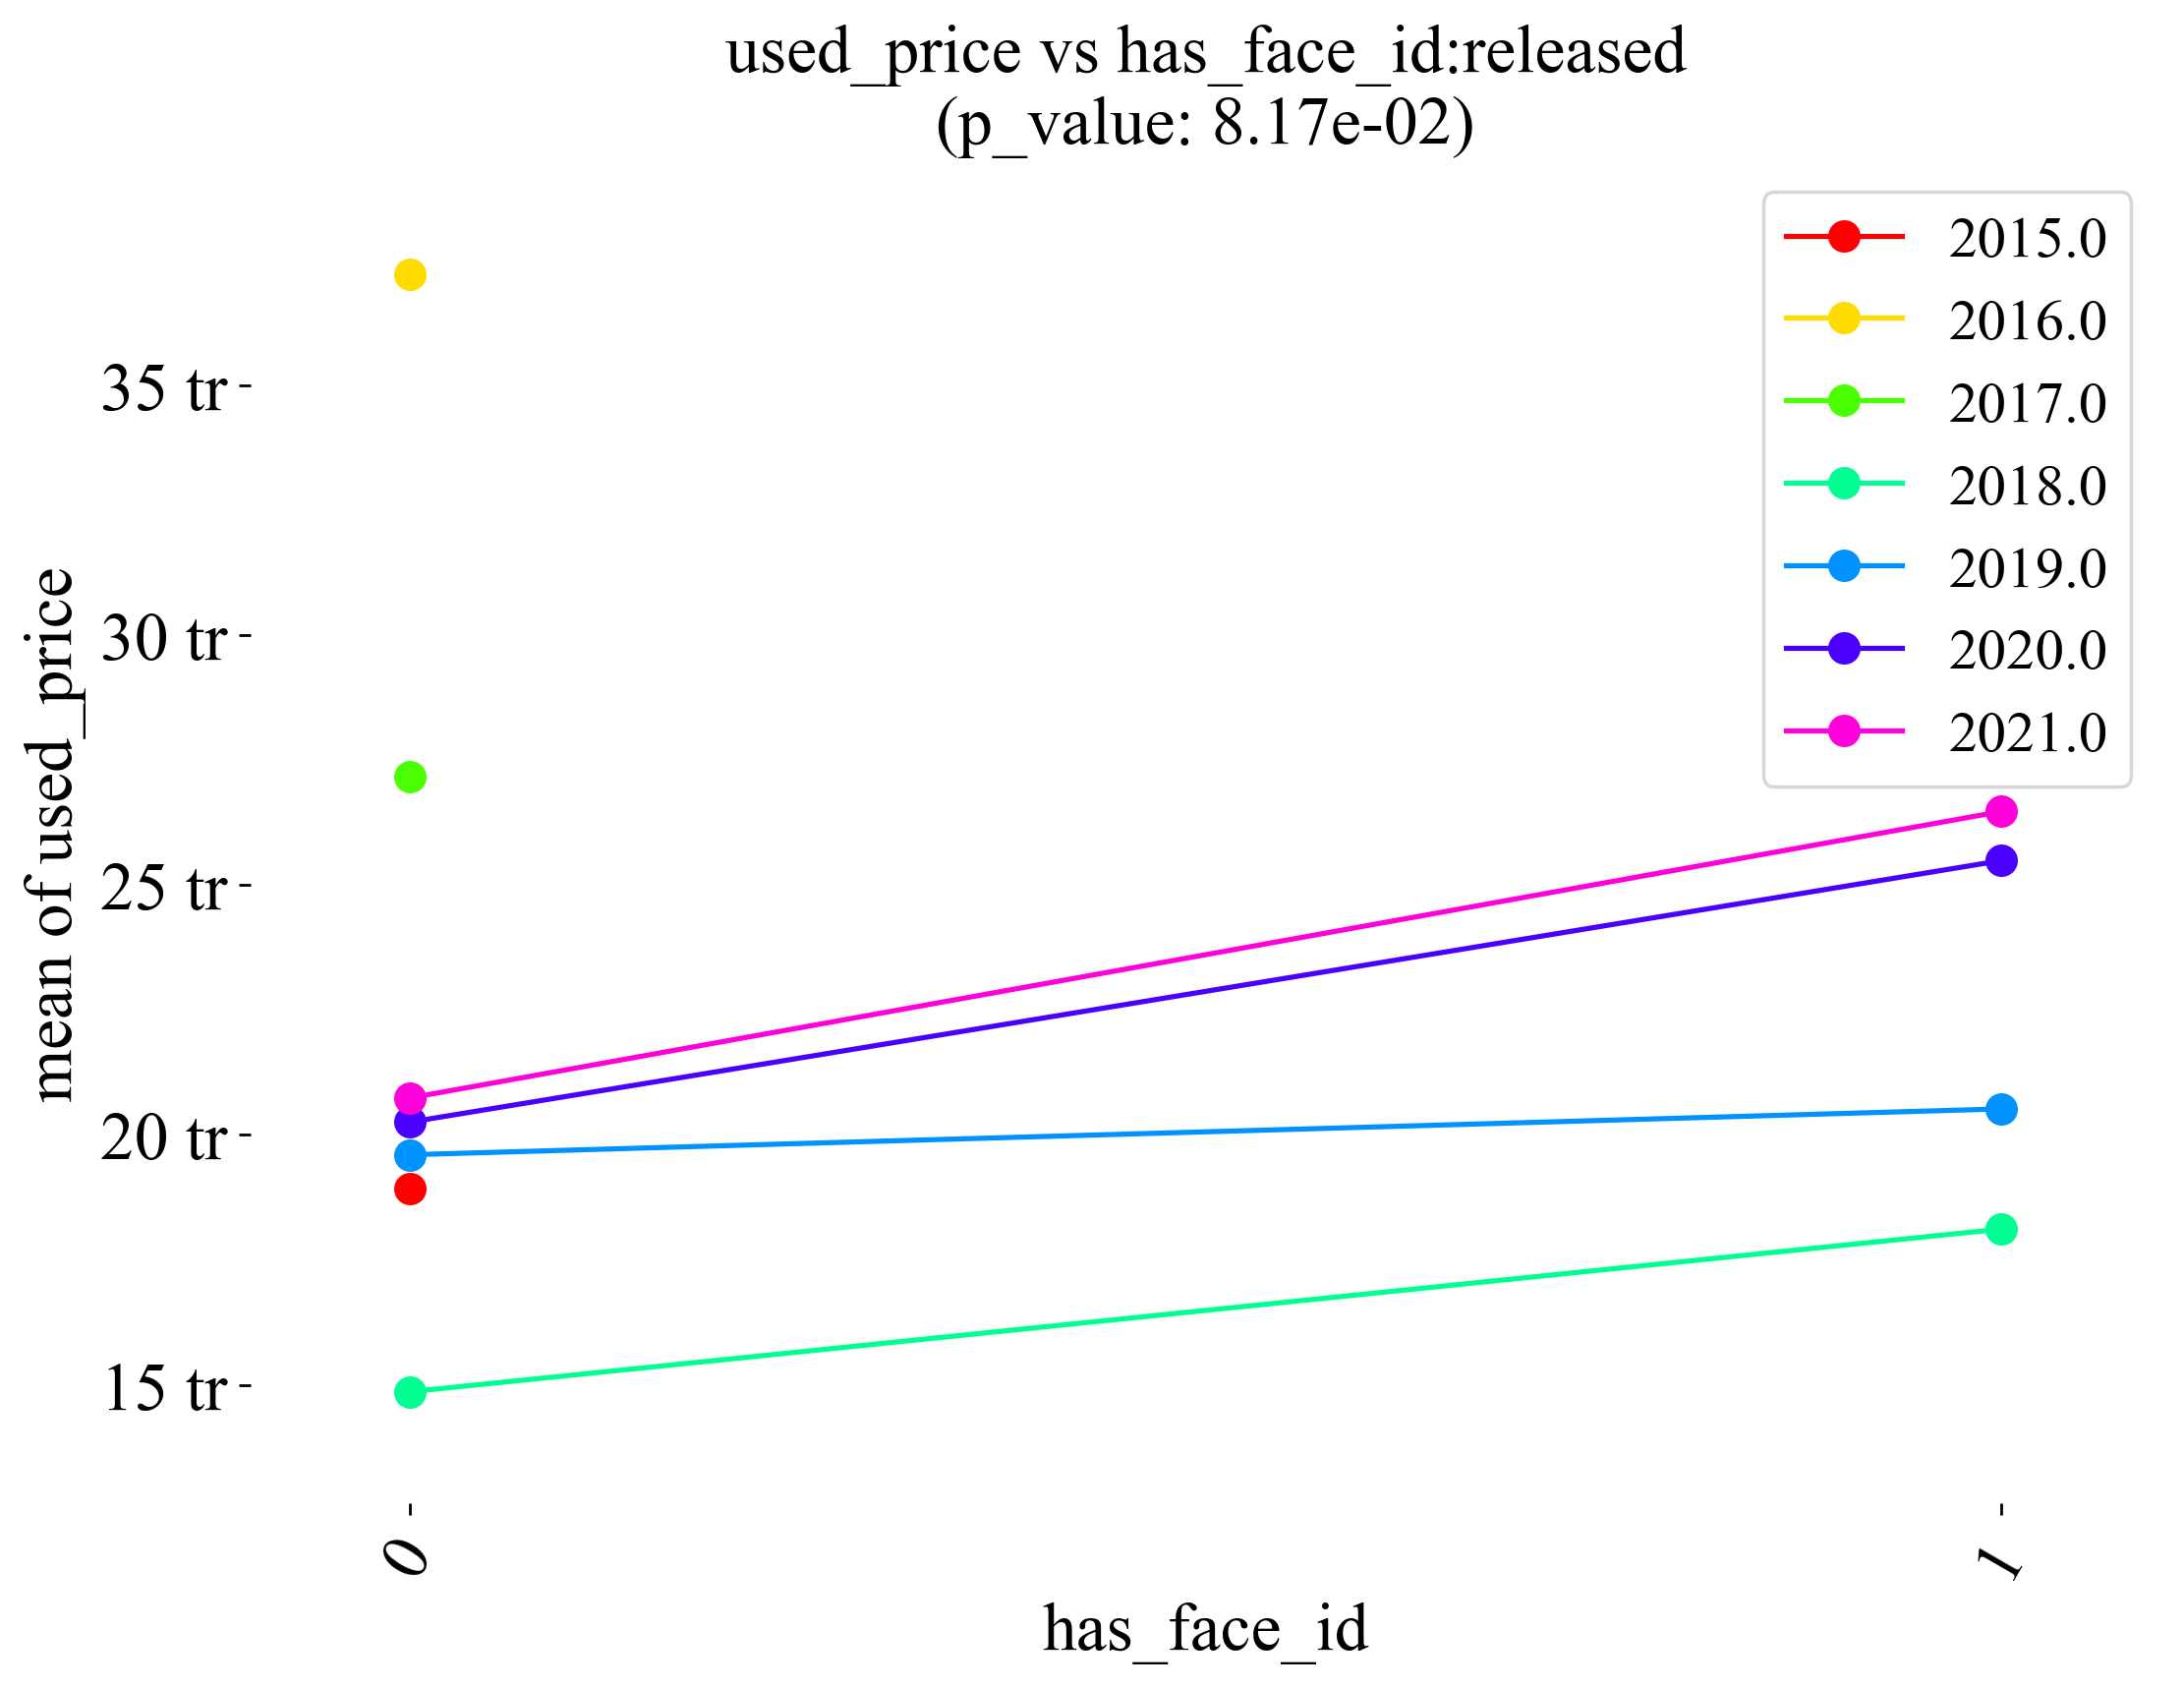 used_price vs has_face_id:released
(p_value: 8.17e-02)
2015.0
2016.0
2017.0
2018.0
2019.0
2020.0
2021.0
mean of used_price
35 tr
30 tr
25 tr
20 tr
15 tr
0
1
has_face_id